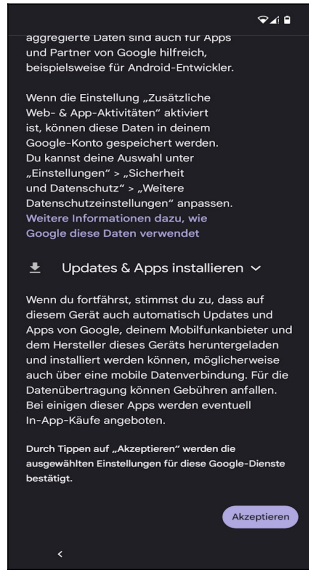 aggregierte Daten sind auch für Apps
und Partner von Google hilfreich,
beispielsweise für Android-Entwickler.
Wenn die Einstellung „Zusätzliche
Web- & App-Aktivitäten" aktiviert
ist, können diese Daten in deinem
Google-Konto gespeichert werden.
Du kannst deine Auswahl unter
„Einstellungen" > „Sicherheit
und Datenschutz" > „Weitere
Datenschutzeinstellungen" anpassen.
Weitere Informationen dazu, wie
Google diese Daten verwendet
Updates & Apps installieren
Wenn du fortfährst, stimmst du zu, dass auf
diesem Gerät auch automatisch Updates und
Apps von Google, deinem Mobilfunkanbieter und
dem Hersteller dieses Geräts heruntergeladen
und installiert werden können, möglicherweise
auch über eine mobile Datenverbindung. Für die
Datenübertragung können Gebühren anfallen.
Bei einigen dieser Apps werden eventuell
In-App-Käufe angeboten.
Durch Tippen auf „Akzeptieren" werden die
ausgewählten Einstellungen für diese Google-Dienste
bestätigt.
Akzeptieren